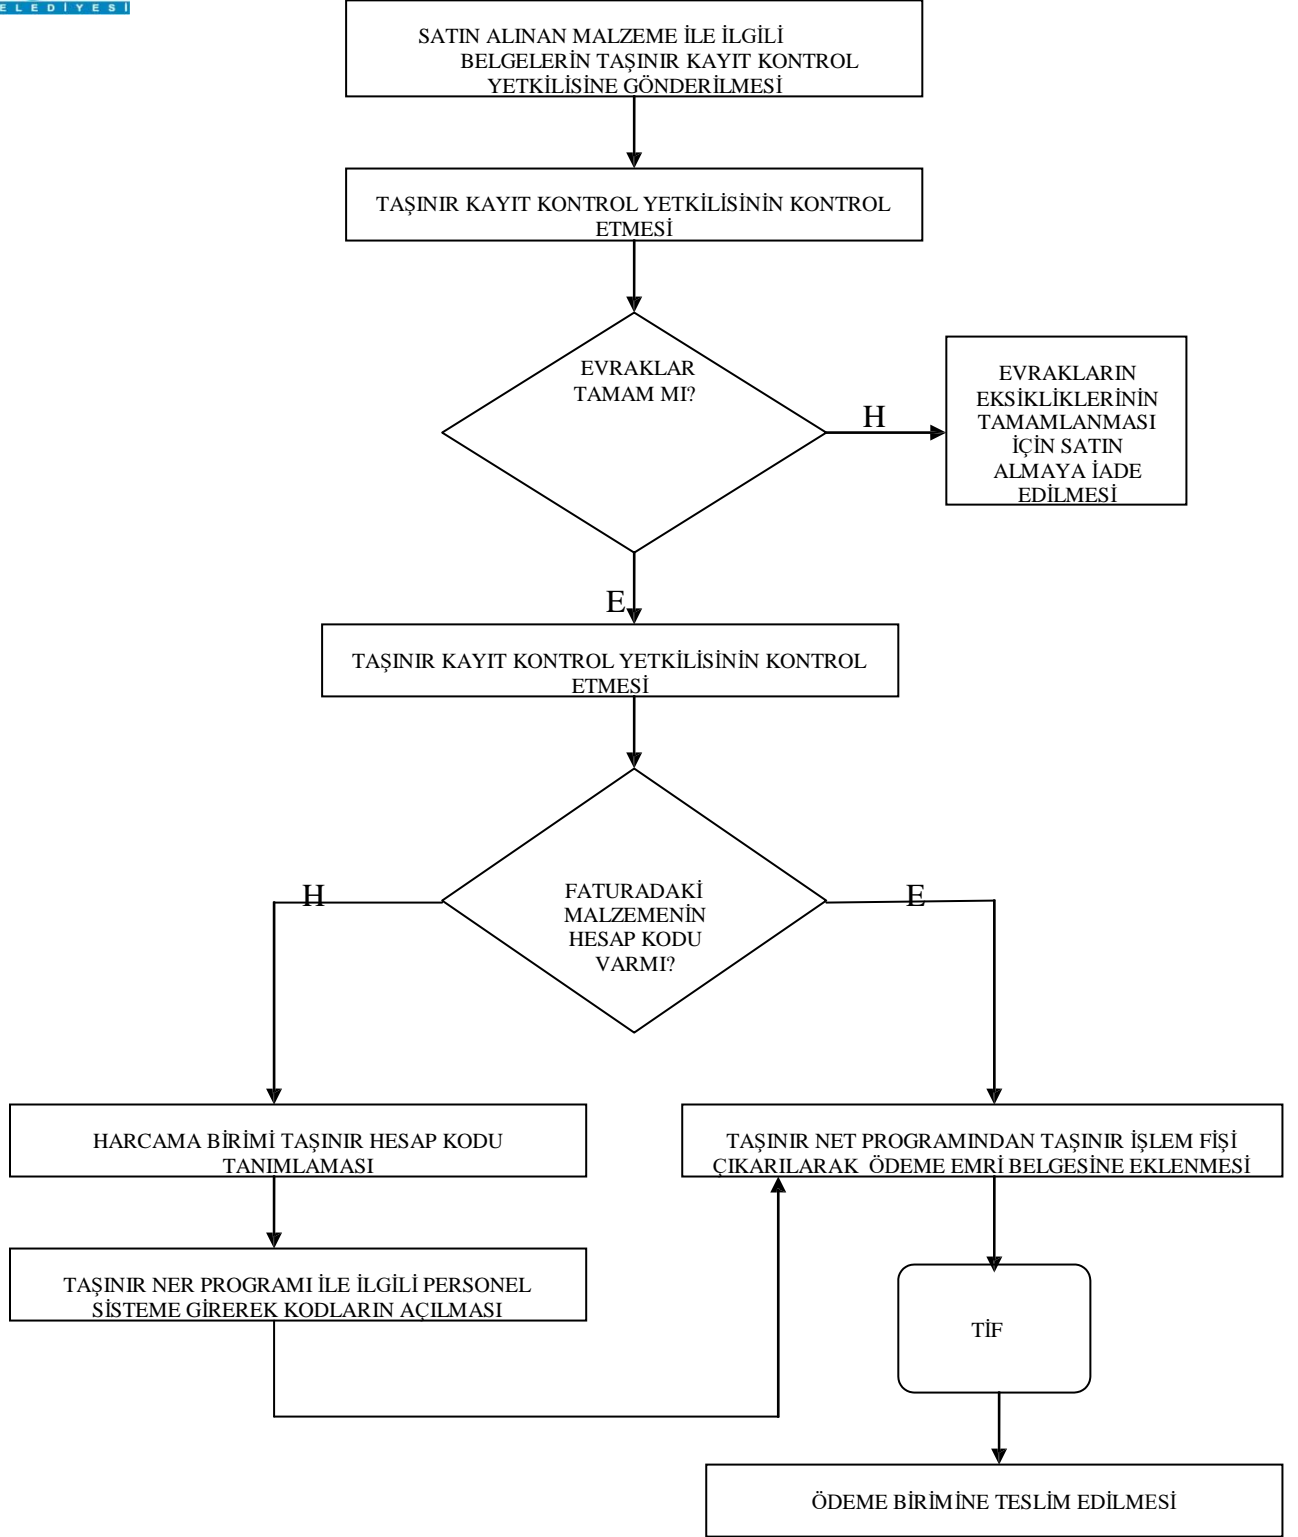 ELEDİYESİ
SATIN ALINAN MALZEME İLE İLGİLİ
BELGELERİN TAŞINIR KAYIT KONTROL
YETKİLİSİNE GÖNDERİLMESİ
TAŞINIR KAYIT KONTROL YETKİLİSİNİN KONTROL
ETMESİ
EVRAKLAR
TAMAM MI?
H
EVRAKLARIN
EKSİKLİKLERİNİN
TAMAMLANMASI
İÇİN SATIN
ALMAYA İADE
EDİLMESİ
E
TAŞINIR KAYIT KONTROL YETKİLİSİNİN KONTROL
ETMESİ
H
FATURADAKİ
MALZEMENİN
HESAP KODU
VARMI?
E
HARCAMA BİRİMİ TAŞINIR HESAP KODU
TANIMLAMASI
TAŞINIR NET PROGRAMINDAN TAŞINIR İŞLEM FİŞİ
ÇIKARILARAK ÖDEME EMRİ BELGESİNE EKLENMESİ
TAŞINIR NER PROGRAMI İLE İLGİLİ PERSONEL
SİSTEME GİREREK KODLARIN AÇILMASI
TİF
ÖDEME BİRİMİNE TESLİM EDİLMESİ